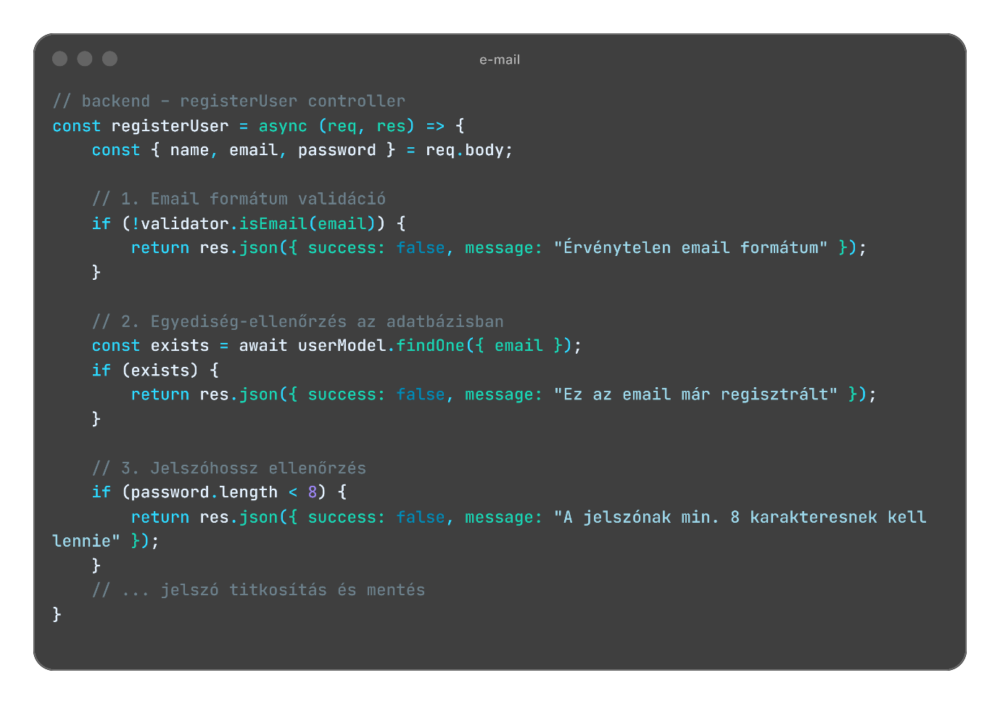 e-mail
// backend - registerUser controller
const registerUser = async (req, res) => {
    const { name, email, password } = req.body;

    // 1. Email formátum validáció
    if (!validator.isEmail(email)) {
        return res.json({ success: false, message: "Érvénytelen email formátum" });
    }

    // 2. Egyediség-ellenőrzés az adatbázisban
    const exists = await userModel.findOne({ email });
    if (exists) {
        return res.json({ success: false, message: "Ez az email már regisztrált" });
    }

    // 3. Jelszóhossz ellenőrzés
    if (password.length < 8) {
        return res.json({ success: false, message: "A jelszónak min. 8 karakteresnek kell
lennie" });
    }
    // ... jelszó titkosítás és mentés
}